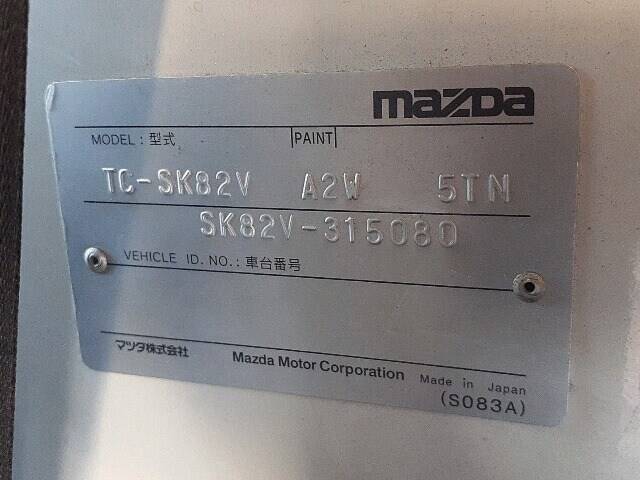 mazda
MODEL : 型式 PAINT
TC-SK82V A2W 5TN
SK82V-315080
VEHICLE ID. NO. : 車台番号
マツダ株式会社 Mazda Motor Corporation Made in Japan
(S083A)